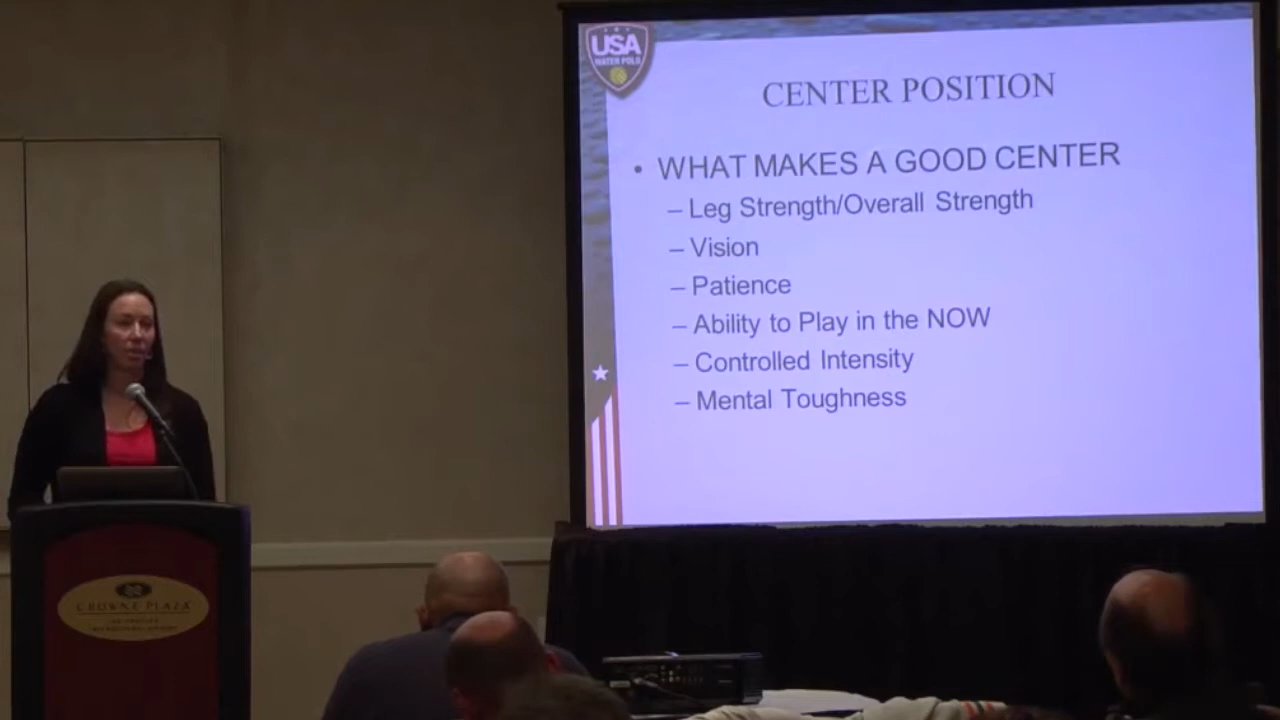 USA
WATER POLO
CENTER POSITION
• WHAT MAKES A GOOD CENTER
– Leg Strength/Overall Strength
– Vision
– Patience
– Ability to Play in the NOW
– Controlled Intensity
– Mental Toughness
CROWNE PLAZA